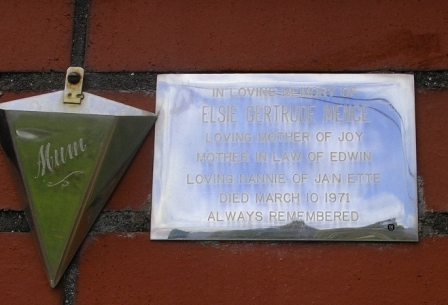 Mum
IN LOVING MEMORY OF
ELSIE GERTRUDE
LOVING MOTHER OF JOY
MOTHER IN LAW OF EDWIN
LOVING NANNIE OF JANETTE
DIED MARCH 10 1971
ALWAYS REMEMBERED